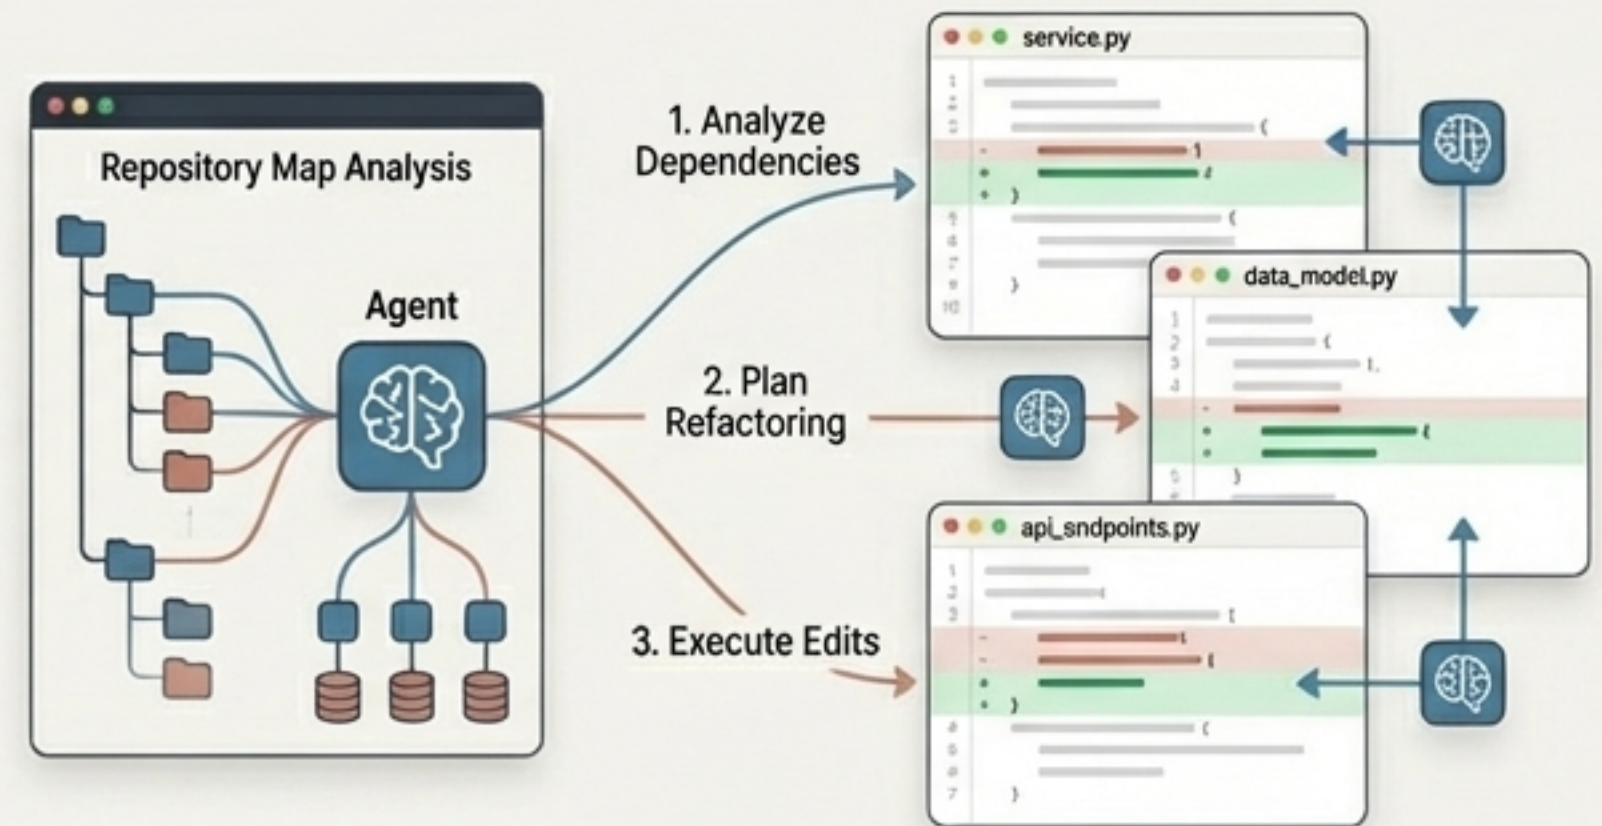 Repository Map Analysis
Agent
1. Analyze
Dependencies
2. Plan
Refactoring
3. Execute Edits
service.py
data_model.py
api_sndpoints.py